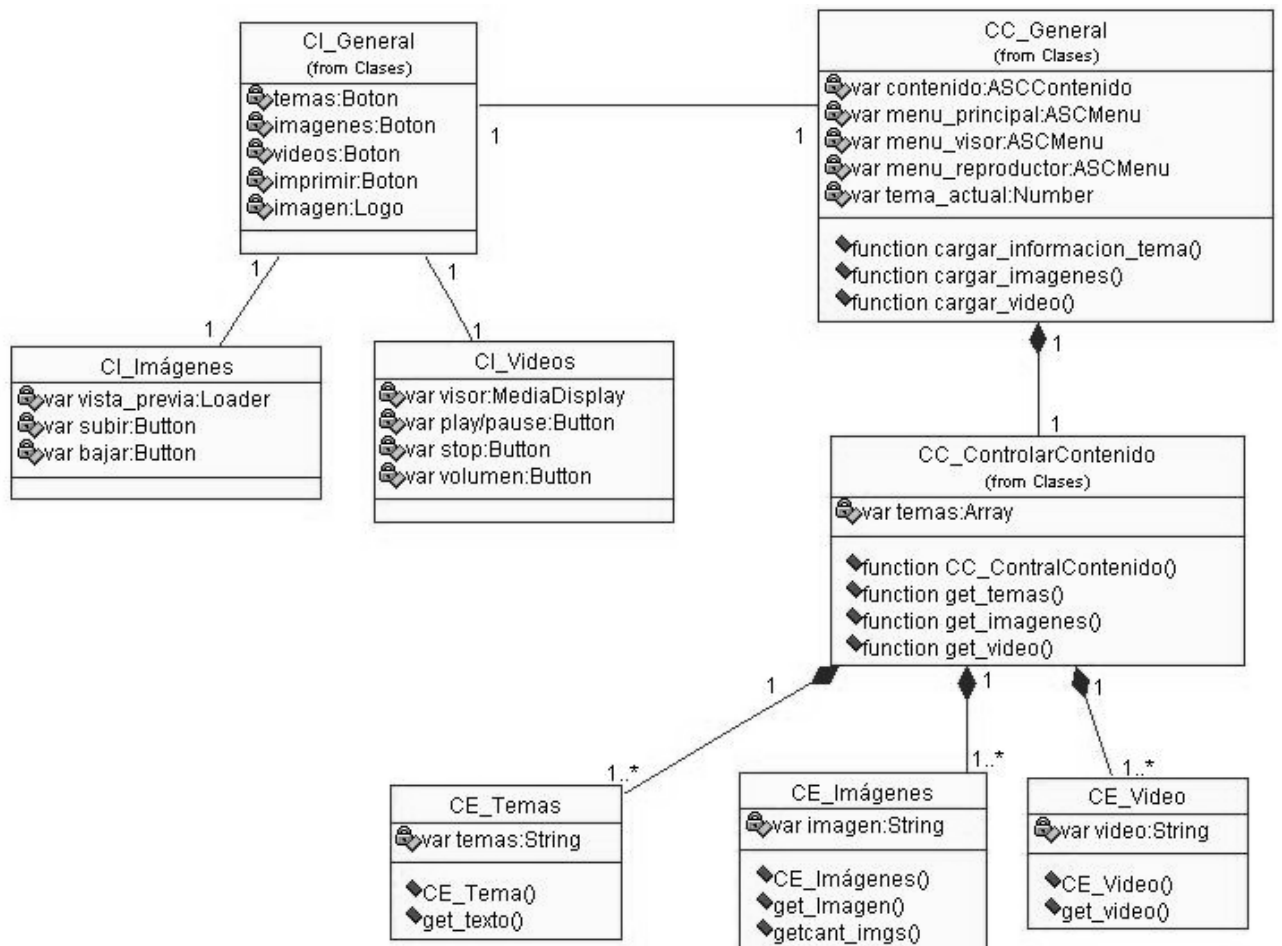 CI_General
(from Clases)
temas:Boton
imagenes:Boton
videos:Boton
imprimir:Boton
imagen:Logo
1
1
CC_General
(from Clases)
var contenido:ASCContenido
var menu_principal:ASCMenu
var menu_visor:ASCMenu
var menu_reproductor:ASCMenu
var tema_actual:Number
function cargar_informacion_tema()
function cargar_imagenes()
function cargar_video()
1
1
1
1
CI_Imágenes
var vista_previa:Loader
var subir:Button
var bajar:Button
CI_Videos
var visor:MediaDisplay
var play/pause:Button
var stop:Button
var volumen:Button
1
1
CC_ControlarContenido
(from Clases)
var temas:Array
function CC_ContralContenido()
function get_temas()
function get_imagenes()
function get_video()
1
1
1
1..*
1..*
1..*
CE_Temas
var temas:String
CE_Tema()
get_texto()
CE_Imágenes
var imagen:String
CE_Imágenes()
get_Imagen()
getcant_imgs()
CE_Video
var video:String
CE_Video()
get_video()